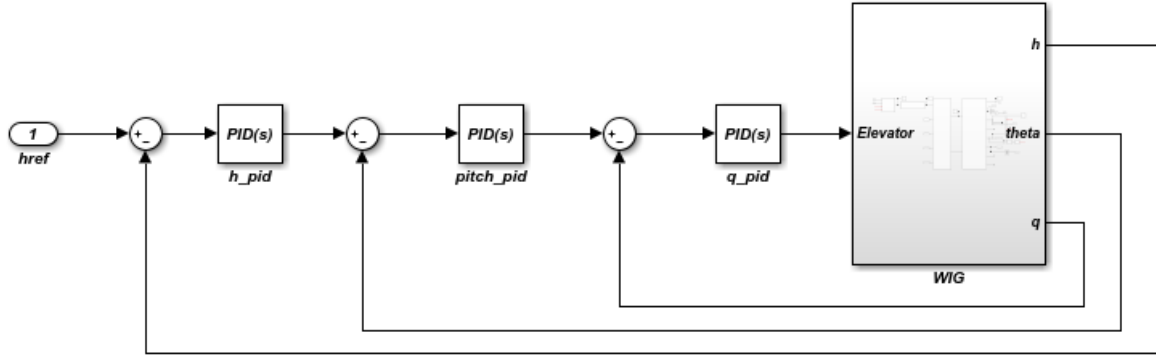 h
1
+
−
PID(s)
+
−
PID(s)
+
−
PID(s)
Elevator
theta
href
h_pid
pitch_pid
q_pid
q
WIG